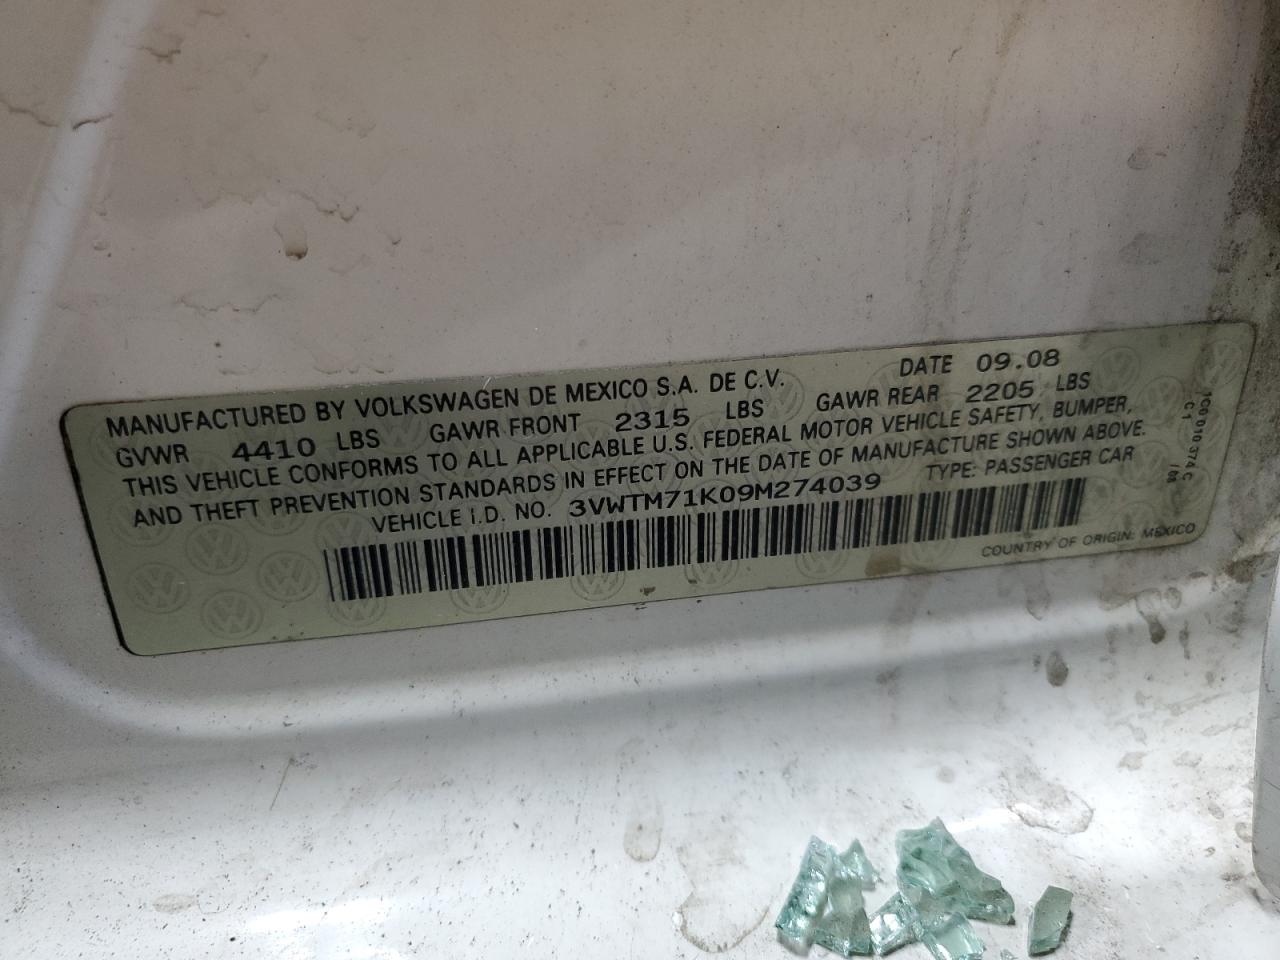 MANUFACTURED BY VOLKSWAGEN DE MEXICO S.A. DE C.V. DATE 09.08
GVWR 4410 LBS GAWR FRONT 2315 LBS GAWR REAR 2205 LBS
THIS VEHICLE CONFORMS TO ALL APPLICABLE U.S. FEDERAL MOTOR VEHICLE SAFETY, BUMPER,
AND THEFT PREVENTION STANDARDS IN EFFECT ON THE DATE OF MANUFACTURE SHOWN ABOVE.
VEHICLE I.D. NO. 3VWTM71K09M274039 TYPE: PASSENGER CAR
COUNTRY OF ORIGIN: MEXICO
C1